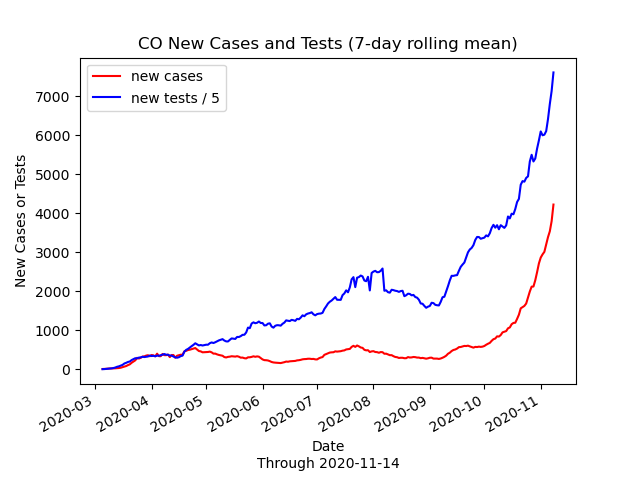 CO New Cases and Tests (7-day rolling mean)
new cases
new tests / 5
7000
6000
5000
4000
3000
2000
1000
0
New Cases or Tests
2020-03
2020-04
2020-05
2020-06
2020-07
2020-08
2020-09
2020-10
2020-11
Date
Through 2020-11-14